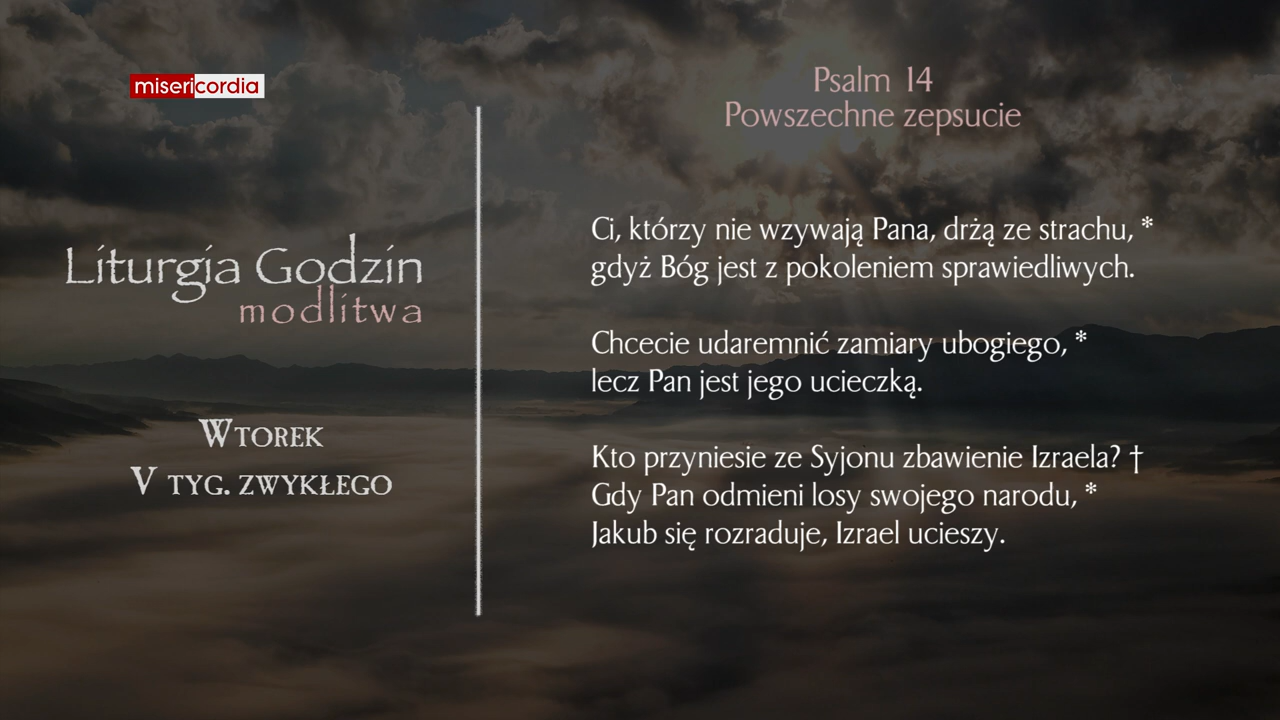 misericordia
Liturgia Godzin
modlitwa
Wtorek
V tyg. zwykłego
Psalm 14
Powszechne zepsucie
Ci, którzy nie wzywają Pana, drżą ze strachu, *
gdyż Bóg jest z pokoleniem sprawiedliwych.
Chcecie udaremnić zamiary ubogiego, *
lecz Pan jest jego ucieczką.
Kto przyniesie ze Syjonu zbawienie Izraela? †
Gdy Pan odmieni losy swojego narodu, *
Jakub się rozraduje, Izrael ucieszy.